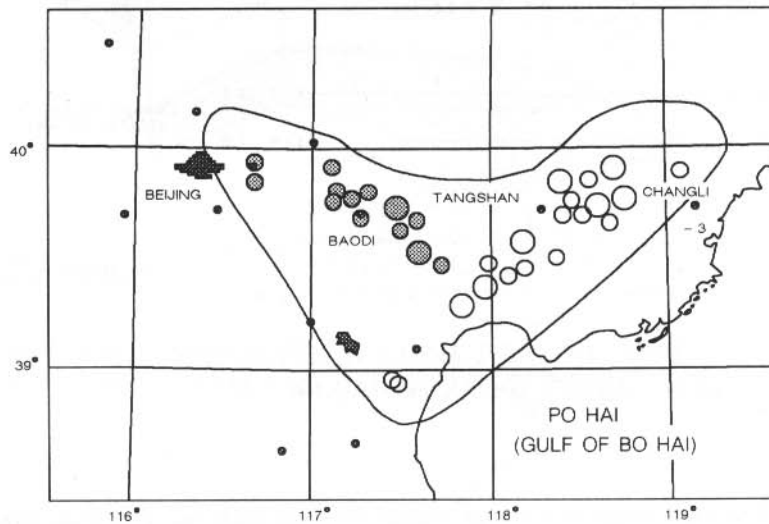 40°
BEIJING
TANGSHAN
CHANGLI
– 3
BAODI
39°
PO HAI
(GULF OF BO HAI)
116°
117°
118°
119°